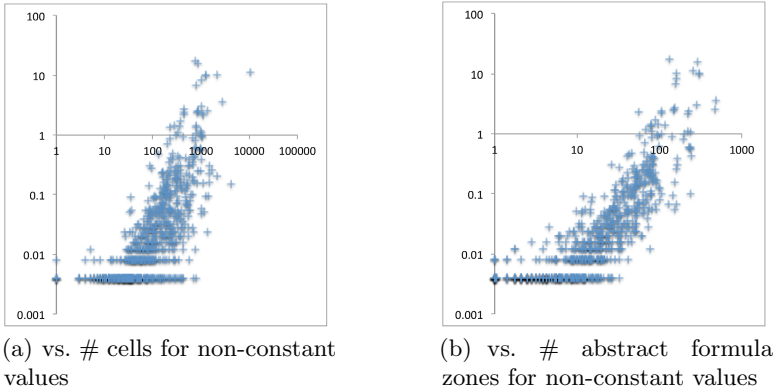 100
10
1
0.1
0.01
0.001
1 10 100 1000 10000 100000
(a) vs. # cells for non-constant
values
100
10
1
0.1
0.01
0.001
1 10 100 1000
(b) vs. # abstract formula
zones for non-constant values